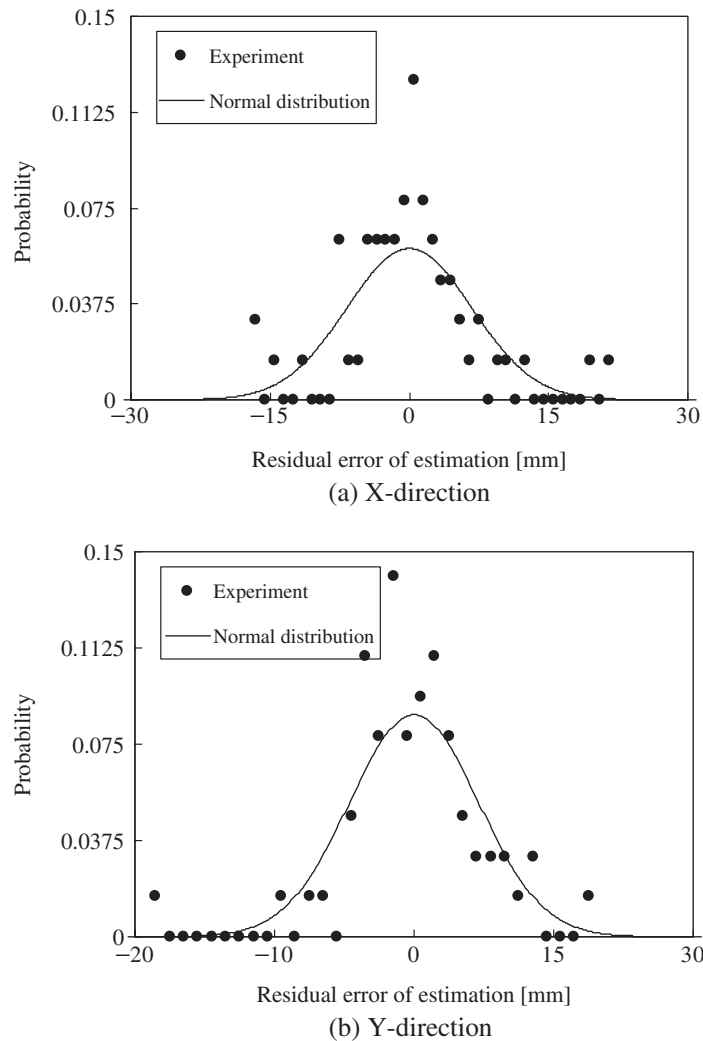 0.15
Experiment
Normal distribution
0.1125
0.075
0.0375
0
Probability
−30
−15
0
15
30
Residual error of estimation [mm]
(a) X-direction
0.15
Experiment
Normal distribution
0.1125
0.075
0.0375
0
Probability
−20
−10
0
15
30
Residual error of estimation [mm]
(b) Y-direction